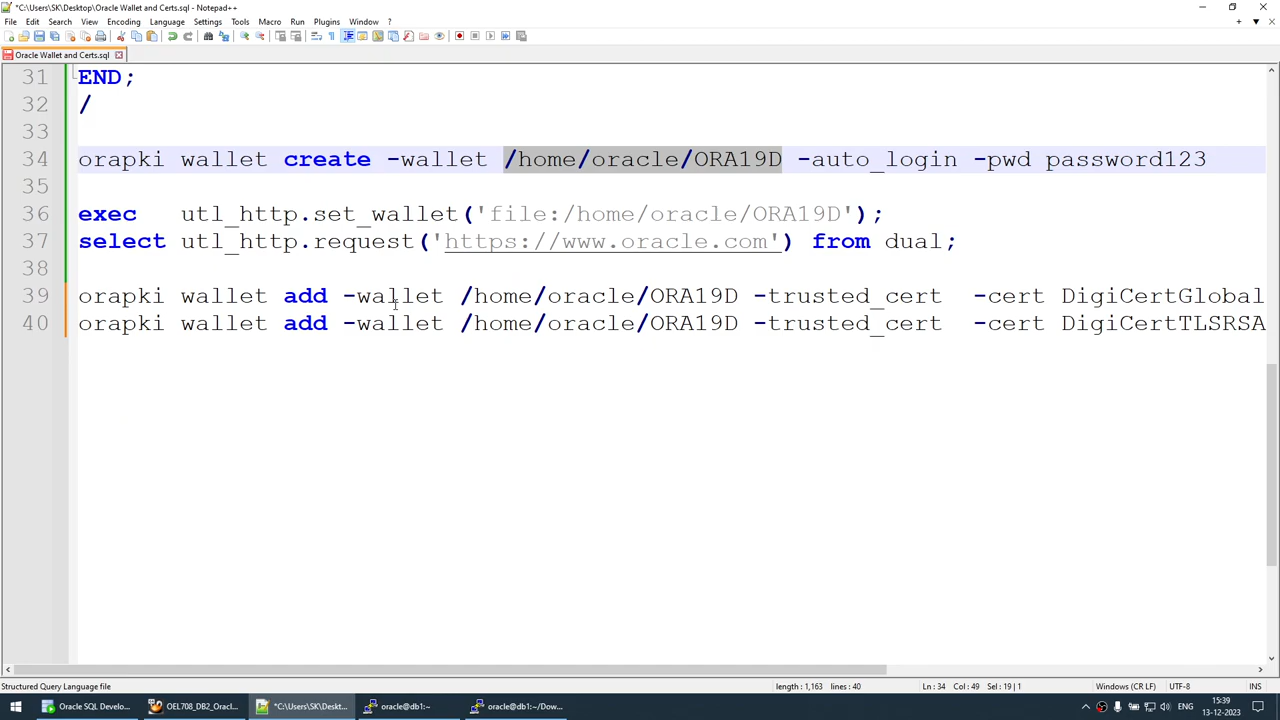 *C:\Users\SK\Desktop\Oracle Wallet and Certs.sql - Notepad++
File Edit Search View Encoding Language Settings Tools Macro Run Plugins Window ?
Oracle Wallet and Certs.sql
31 END;
32 /
33
34 orapki wallet create -wallet /home/oracle/ORA19D -auto_login -pwd password123
35
36 exec utl_http.set_wallet('file:/home/oracle/ORA19D');
37 select utl_http.request('https://www.oracle.com') from dual;
38
39 orapki wallet add -wallet /home/oracle/ORA19D -trusted_cert -cert DigiCertGlobal
40 orapki wallet add -wallet /home/oracle/ORA19D -trusted_cert -cert DigiCertTLSRSA
Structured Query Language file length : 1,163 lines : 40 Ln : 34 Col : 49 Sel : 19 | 1 Windows (CR LF) UTF-8 INS
Oracle SQL Develo... OEL708_DB2_Oracl... *C:\Users\SK\Deskt... oracle@db1:~ oracle@db1:~/Dow... ENG 15:39
13-12-2023